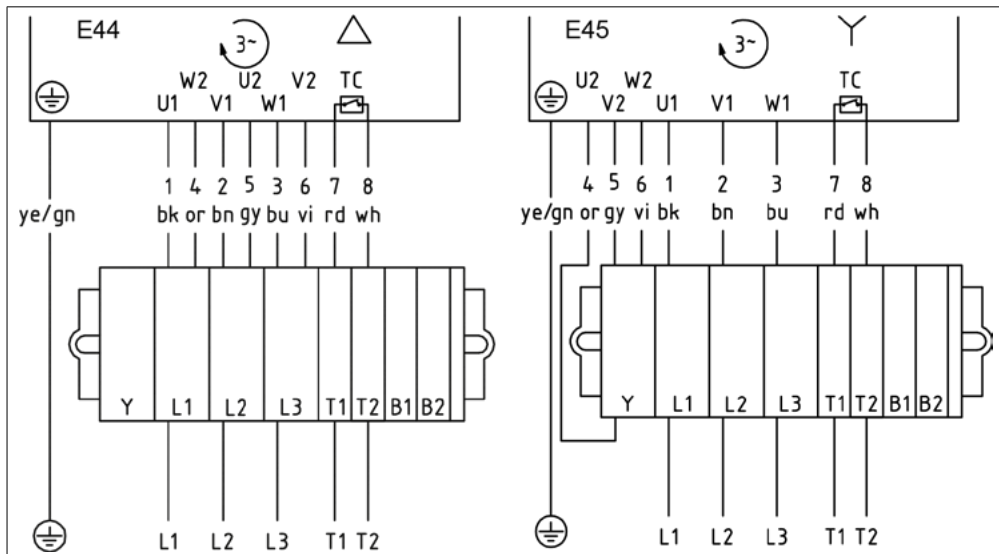 E44 3~
W2 U2 V2 TC
U1 V1 W1
1 4 2 5 3 6 7 8
ye/gn bk or bn gy bu vi rd wh
Y L1 L2 L3 T1 T2 B1 B2
L1 L2 L3 T1 T2
E45 3~
U2 W2 TC
V2 U1 V1 W1
4 5 6 1 2 3 7 8
ye/gn or gy vi bk bn bu rd wh
Y L1 L2 L3 T1 T2 B1 B2
L1 L2 L3 T1 T2